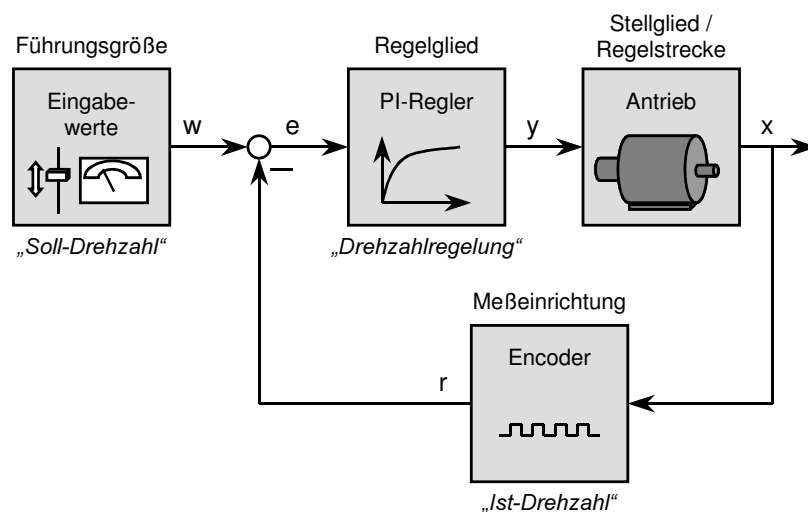 Führungsgröße
Eingabe-
werte
„Soll-Drehzahl“
w
e
Regelglied
PI-Regler
„Drehzahlregelung“
y
Stellglied /
Regelstrecke
Antrieb
x
Meßeinrichtung
Encoder
„Ist-Drehzahl“
r